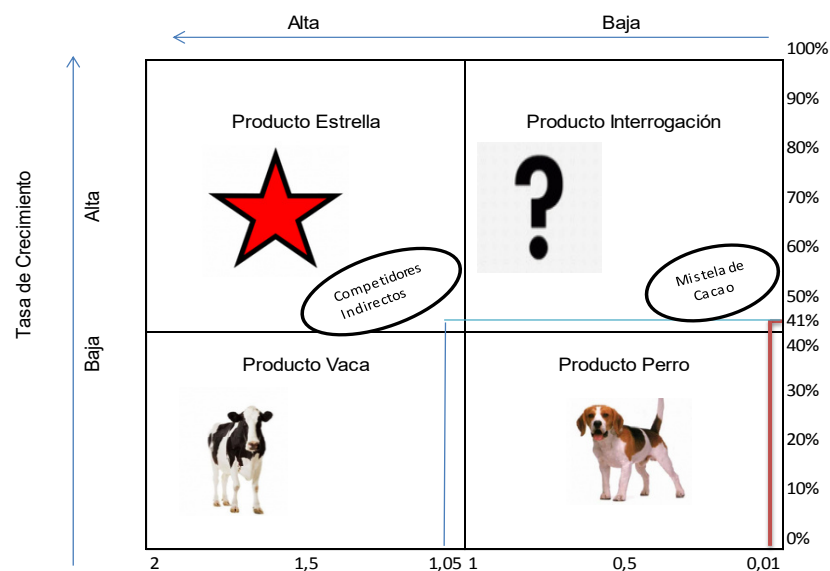 Alta
Baja
100%
90%
Producto Estrella
Producto Interrogación
80%
70%
Tasa de Crecimiento
Alta
60%
Competidores
Indirectos
Mistela de
Cacao
50%
41%
Baja
40%
Producto Vaca
Producto Perro
30%
20%
10%
0%
2
1,5
1,05
1
0,5
0,01